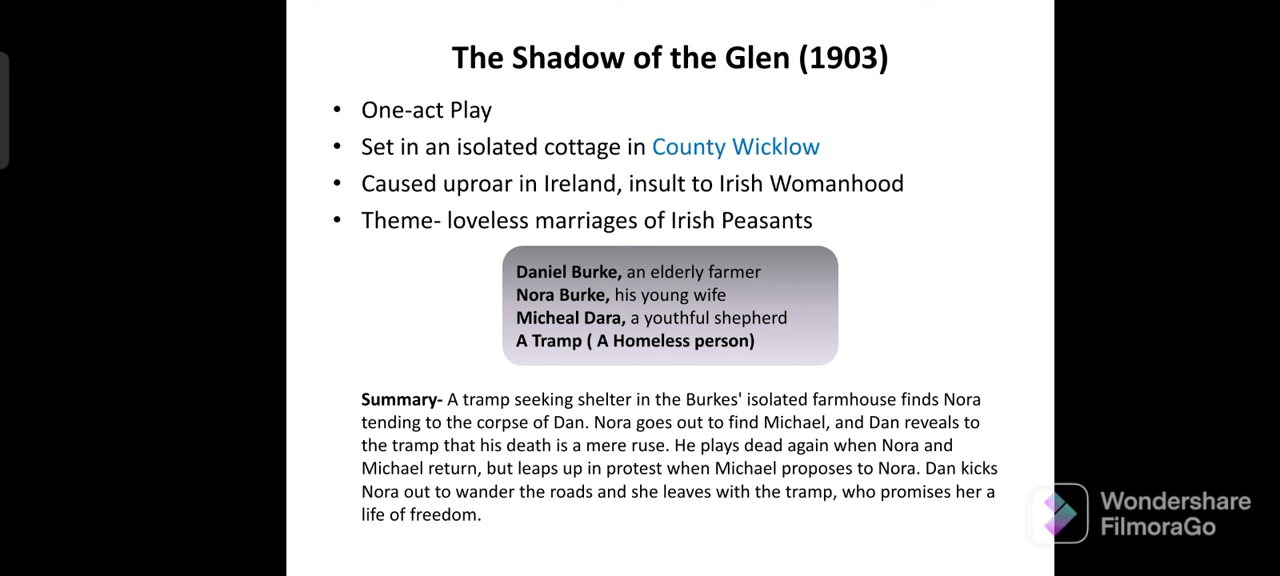 The Shadow of the Glen (1903)
• One-act Play
• Set in an isolated cottage in County Wicklow
• Caused uproar in Ireland, insult to Irish Womanhood
• Theme- loveless marriages of Irish Peasants
Daniel Burke, an elderly farmer
Nora Burke, his young wife
Micheal Dara, a youthful shepherd
A Tramp ( A Homeless person)
Summary- A tramp seeking shelter in the Burkes' isolated farmhouse finds Nora
tending to the corpse of Dan. Nora goes out to find Michael, and Dan reveals to
the tramp that his death is a mere ruse. He plays dead again when Nora and
Michael return, but leaps up in protest when Michael proposes to Nora. Dan kicks
Nora out to wander the roads and she leaves with the tramp, who promises her a
life of freedom.
Wondershare
FilmoraGo